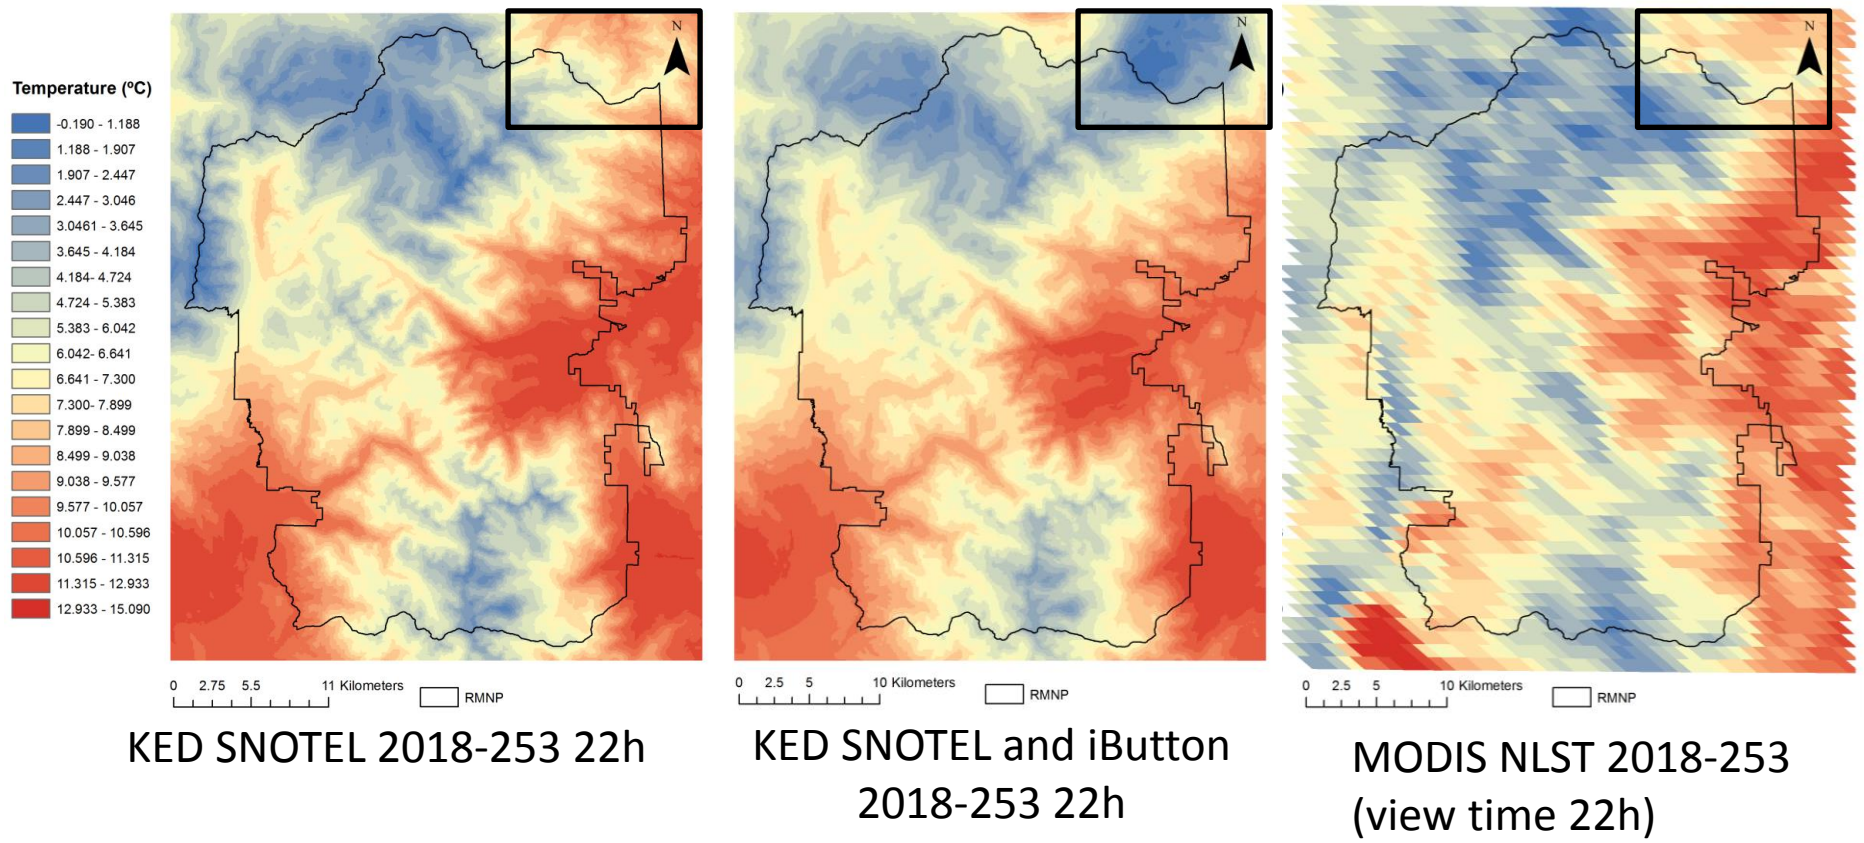 Temperature (ºC)
-0.190 - 1.188
1.188 - 1.907
1.907 - 2.447
2.447 - 3.046
3.0461 - 3.645
3.645 - 4.184
4.184- 4.724
4.724 - 5.383
5.383 - 6.042
6.042- 6.641
6.641 - 7.300
7.300- 7.899
7.899 - 8.499
8.499 - 9.038
9.038 - 9.577
9.577 - 10.057
10.057 - 10.596
10.596 - 11.315
11.315 - 12.933
12.933 - 15.090
N
0 2.75 5.5 11 Kilometers
RMNP
KED SNOTEL 2018-253 22h
N
0 2.5 5 10 Kilometers
RMNP
KED SNOTEL and iButton
2018-253 22h
N
0 2.5 5 10 Kilometers
RMNP
MODIS NLST 2018-253
(view time 22h)